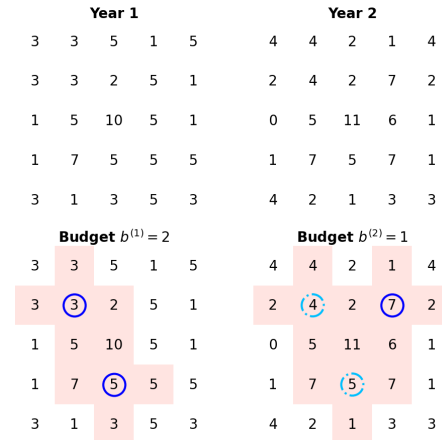 Year 1
3 3 5 1 5
3 3 2 5 1
1 5 10 5 1
1 7 5 5 5
3 1 3 5 3
Year 2
4 4 2 1 4
2 4 2 7 2
0 5 11 6 1
1 7 5 7 1
4 2 1 3 3
Budget b^{(1)} = 2
3 3 5 1 5
3 3 2 5 1
1 5 10 5 1
1 7 5 5 5
3 1 3 5 3
Budget b^{(2)} = 1
4 4 2 1 4
2 4 2 7 2
0 5 11 6 1
1 7 5 7 1
4 2 1 3 3